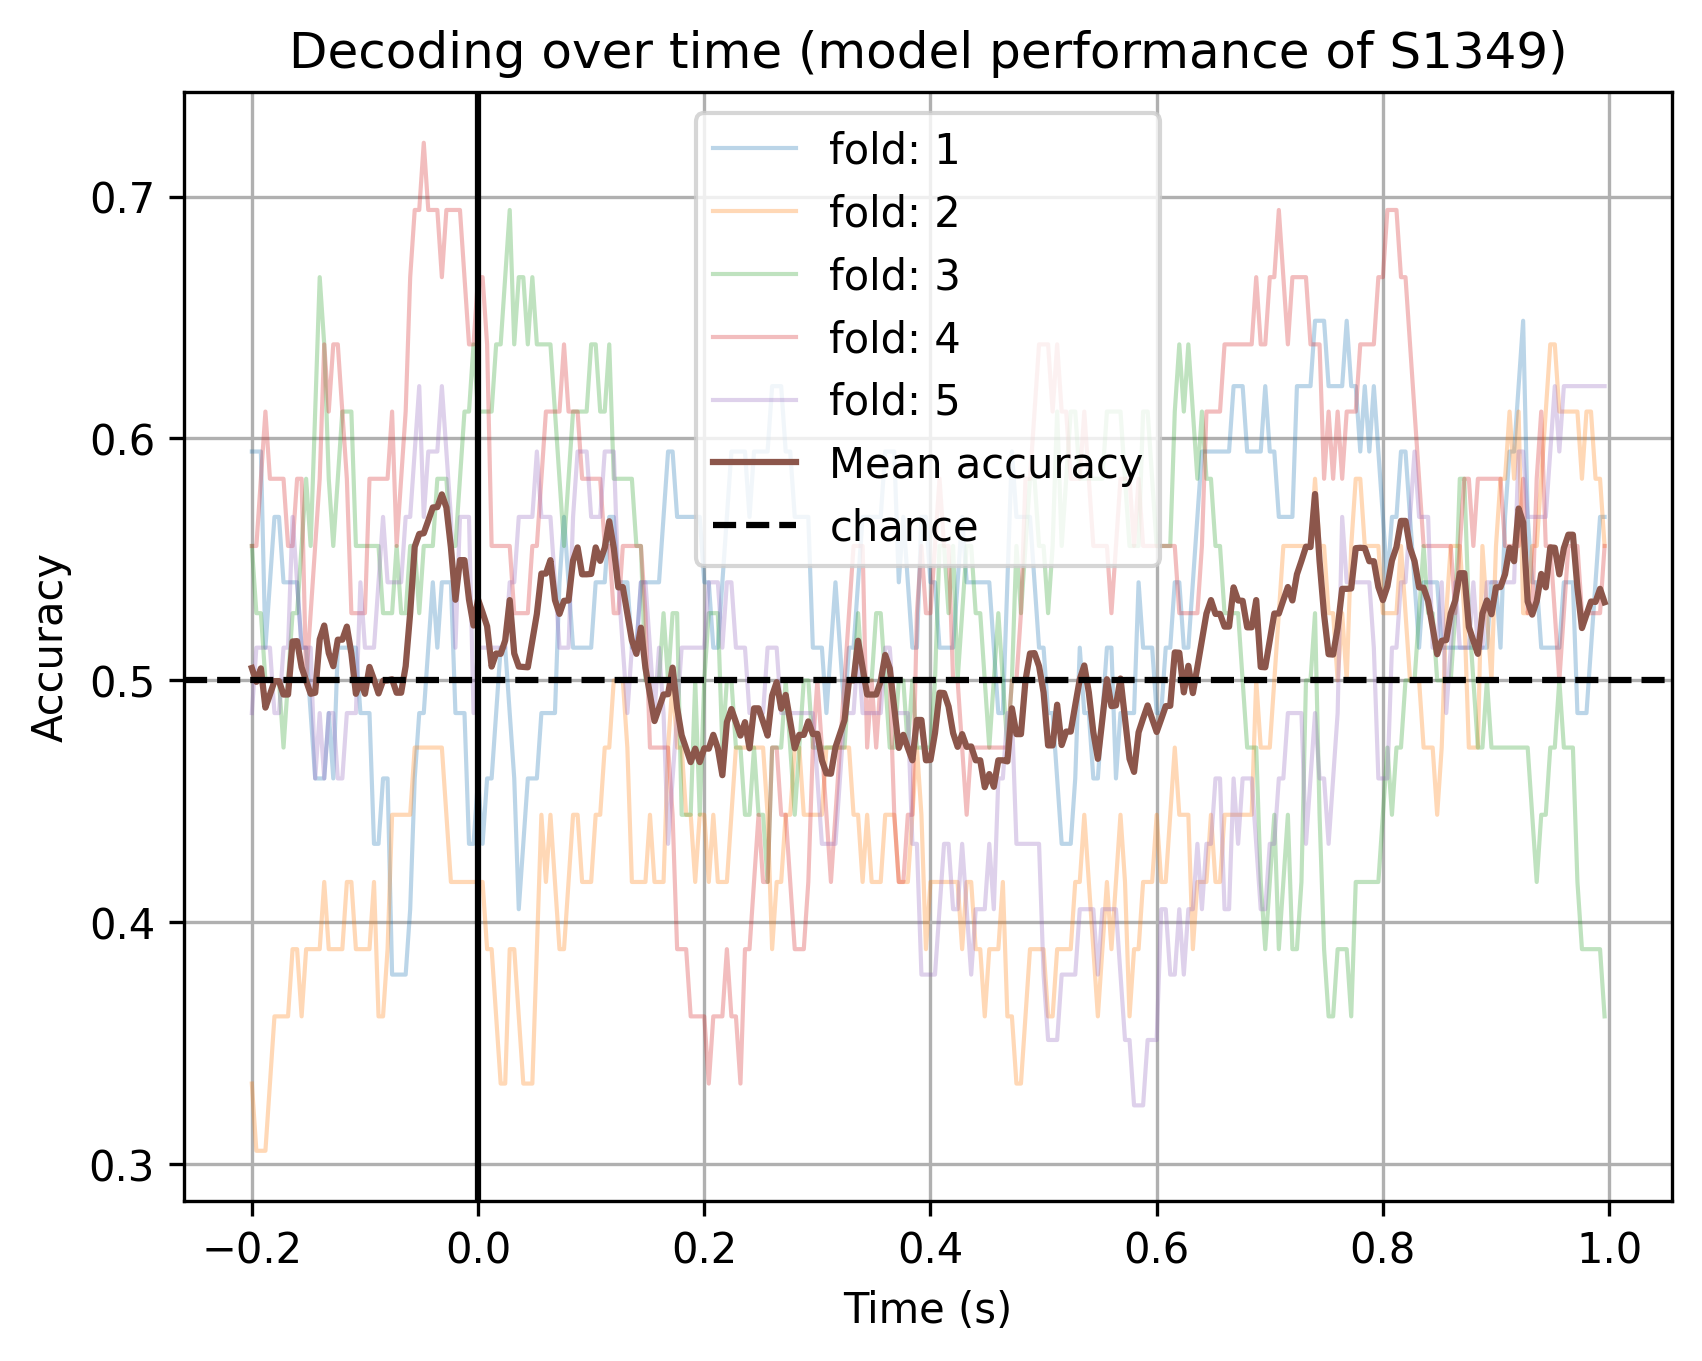 Decoding over time (model performance of S1349)
fold: 1
fold: 2
fold: 3
fold: 4
fold: 5
Mean accuracy
chance
Accuracy
0.7
0.6
0.5
0.4
0.3
−0.2 0.0 0.2 0.4 0.6 0.8 1.0
Time (s)